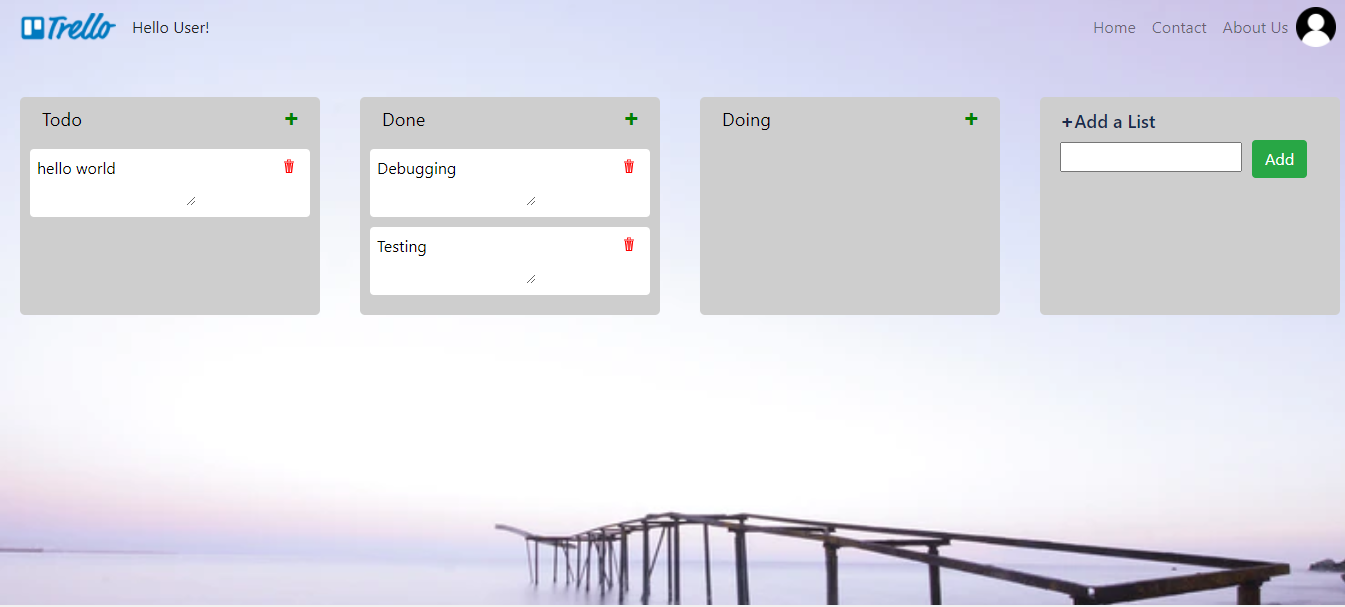 Trello Hello User! Home Contact About Us
Todo
hello world
Done
Debugging
Testing
Doing
+Add a List
Add